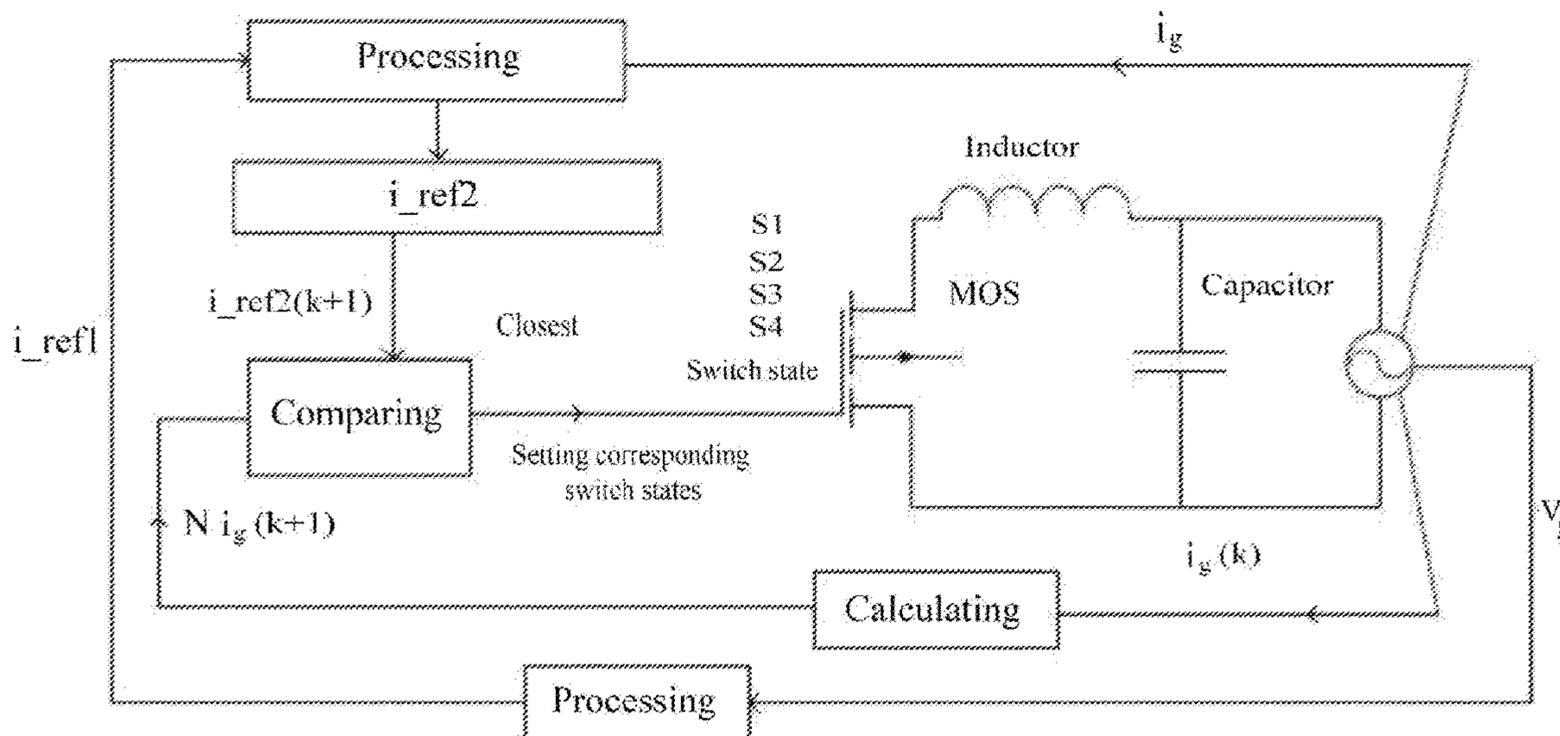 Processing
i_g
i_ref2
Inductor
S1
S2
S3
S4
MOS
Capacitor
i_ref2(k+1)
Closest
i_ref1
Switch state
Comparing
Setting corresponding
switch states
V_g
N i_g (k+1)
i_g (k)
Calculating
Processing